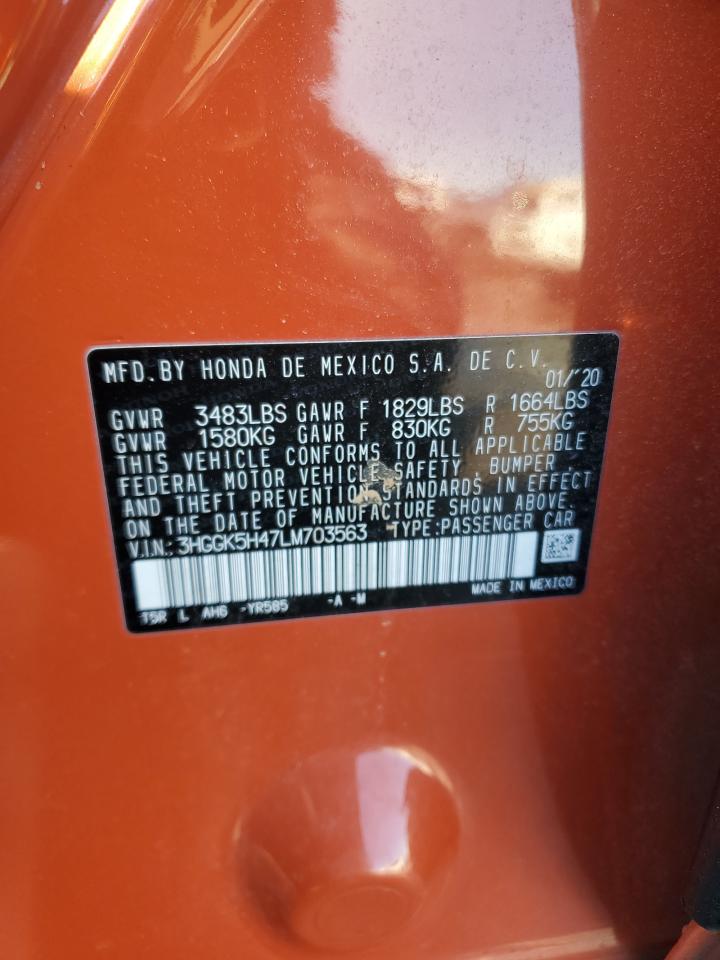 MFD.BY HONDA DE MEXICO S.A. DE C.V.
01/'20
GVWR 3483LBS GAWR F 1829LBS R 1664LBS
GVWR 1580KG GAWR F 830KG R 755KG
THIS VEHICLE CONFORMS TO ALL APPLICABLE
FEDERAL MOTOR VEHICLE SAFETY, BUMPER,
AND THEFT PREVENTION STANDARDS IN EFFECT
ON THE DATE OF MANUFACTURE SHOWN ABOVE.
V.I.N.: 3HGGK5H47LM703563 TYPE:PASSENGER CAR
MADE IN MEXICO
T5R L AH6 -YR585 -A -M